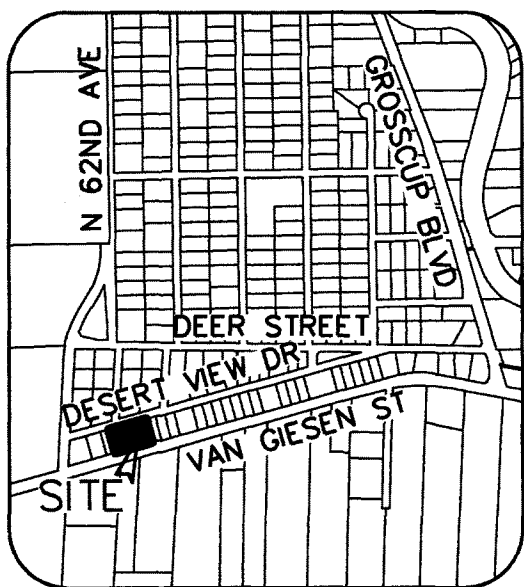 N 62ND AVE
GROSSCUP BLVD
DEER STREET
DESERT VIEW DR
VAN GIESEN ST
SITE